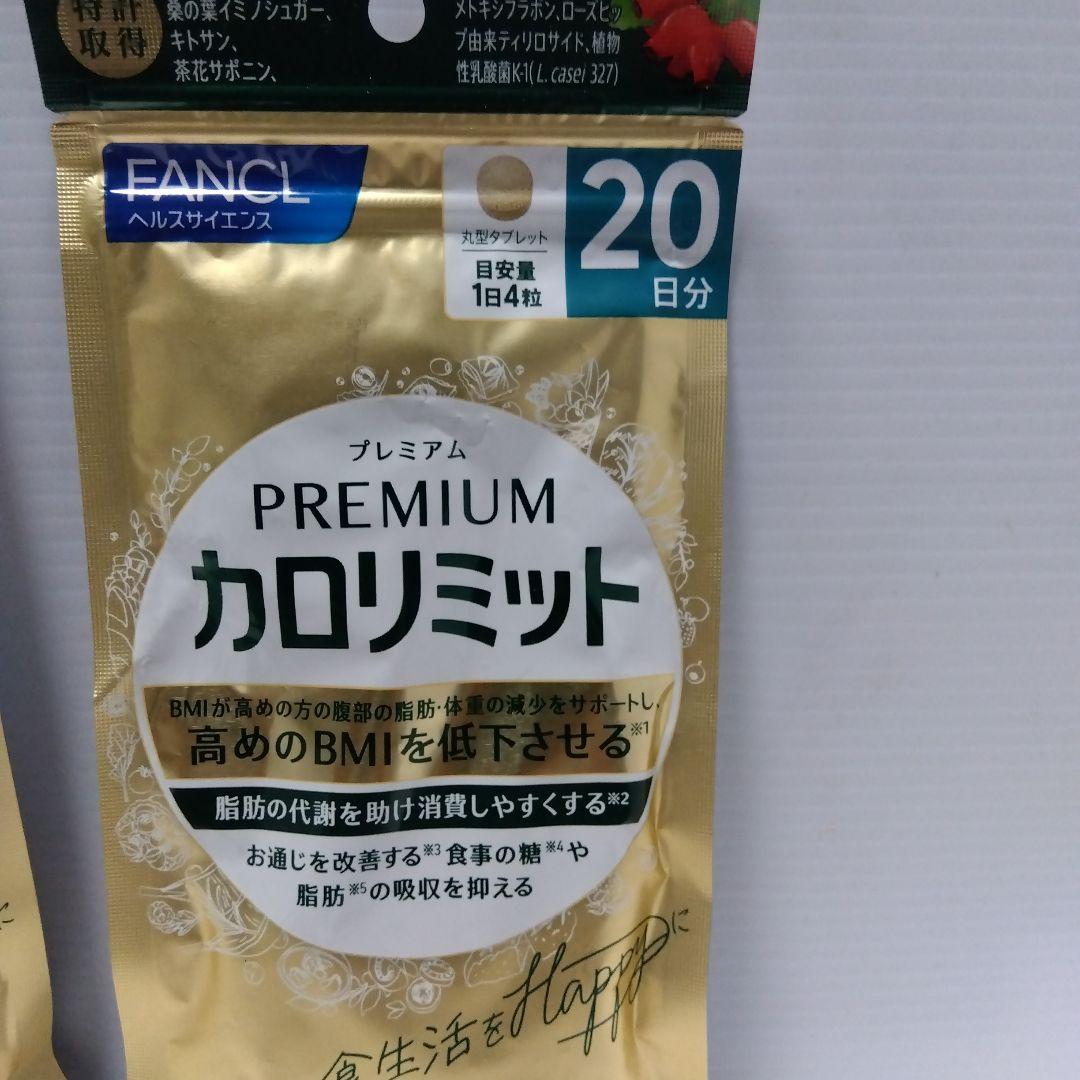 特許
取得
桑の葉イミノシュガー、
キトサン、
茶花サポニン、
メトキシフラボン、ローズヒッ
プ由来ティリロサイド、植物
性乳酸菌K-1(L. casei 327)
FANCL
ヘルスサイエンス
丸型タブレット
目安量
1日4粒
20
日分
プレミアム
PREMIUM
カロリミット
BMIが高めの方の腹部の脂肪・体重の減少をサポートし、
高めのBMIを低下させる※1
脂肪の代謝を助け消費しやすくする※2
お通じを改善する※3食事の糖※4や
脂肪※5の吸収を抑える
食生活をHappyに
に